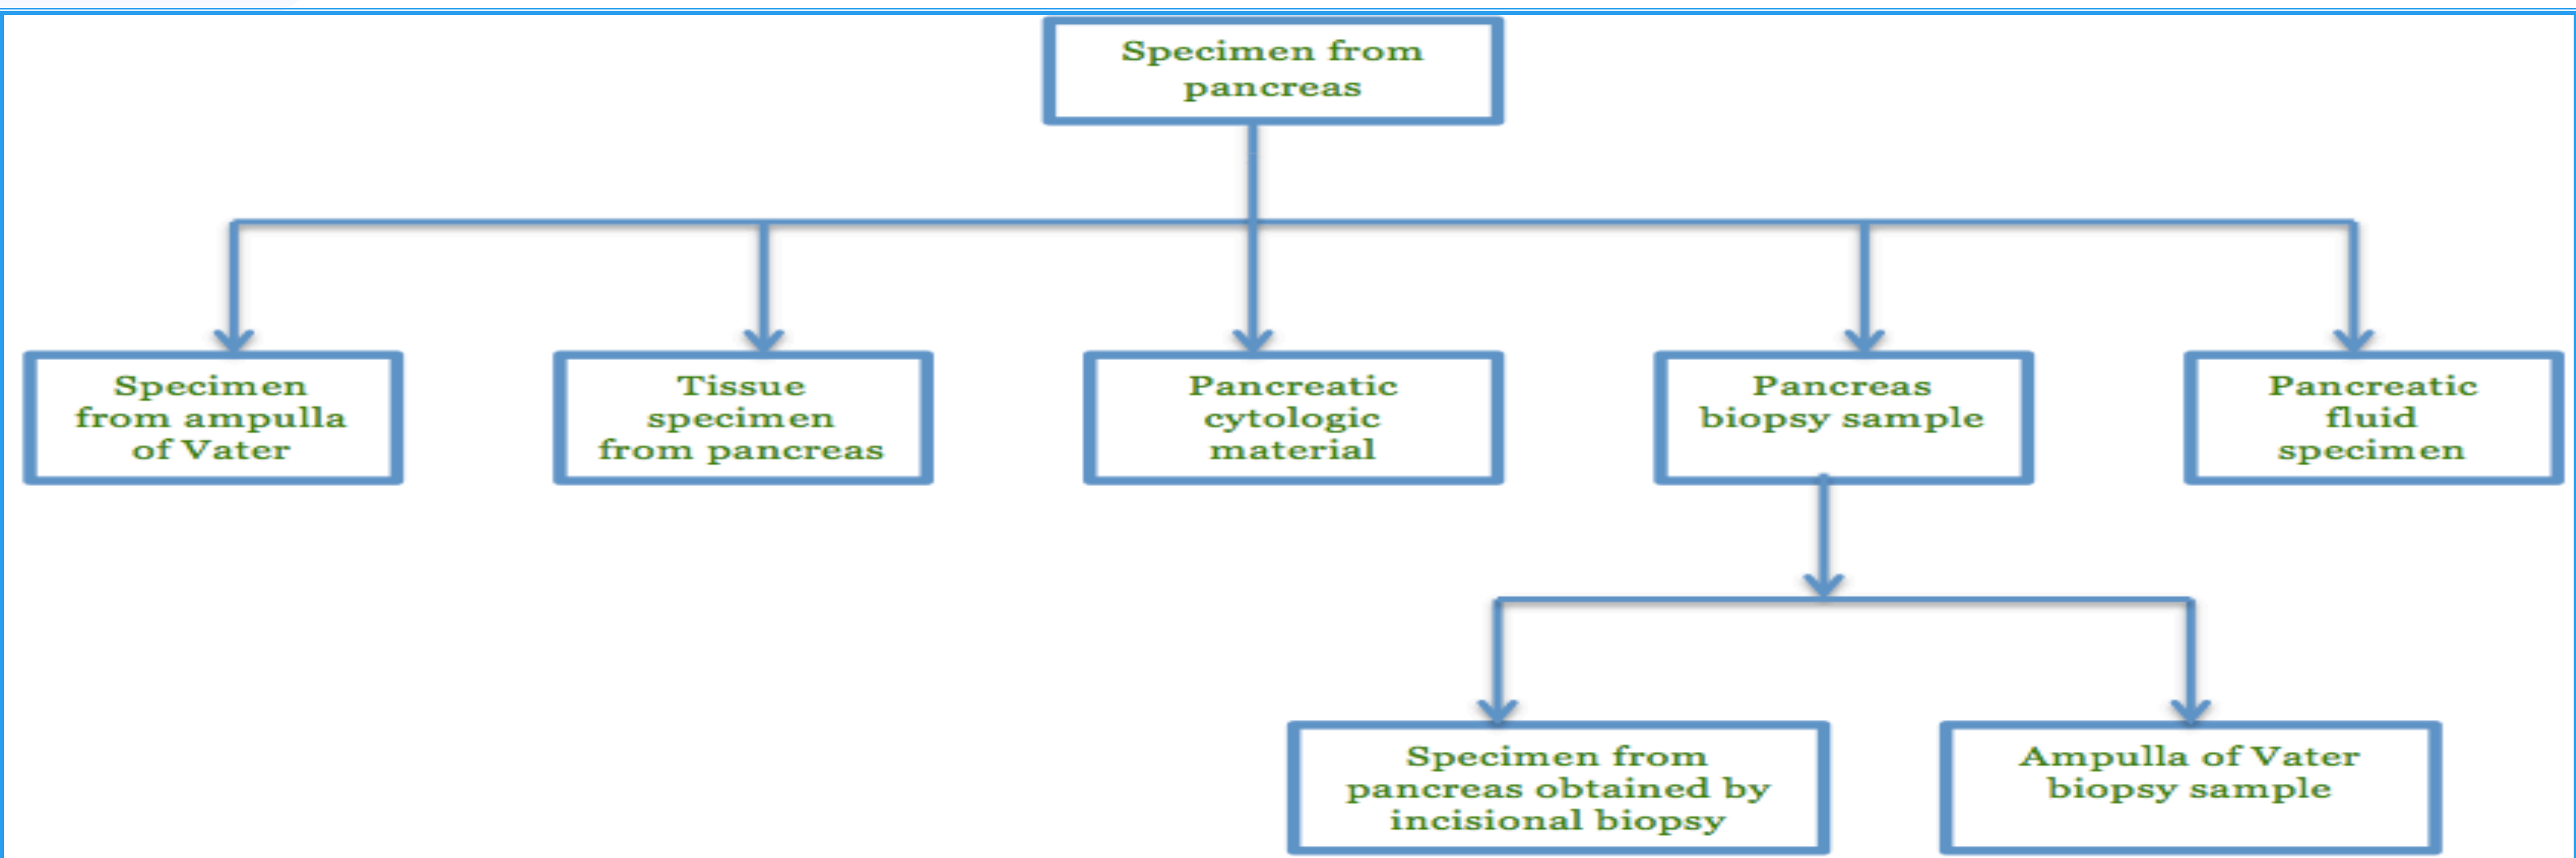 Specimen from
pancreas
Specimen
from ampulla
of Vater
Tissue
specimen
from pancreas
Pancreatic
cytologic
material
Pancreas
biopsy sample
Pancreatic
fluid
specimen
Specimen from
pancreas obtained by
incisional biopsy
Ampulla of Vater
biopsy sample